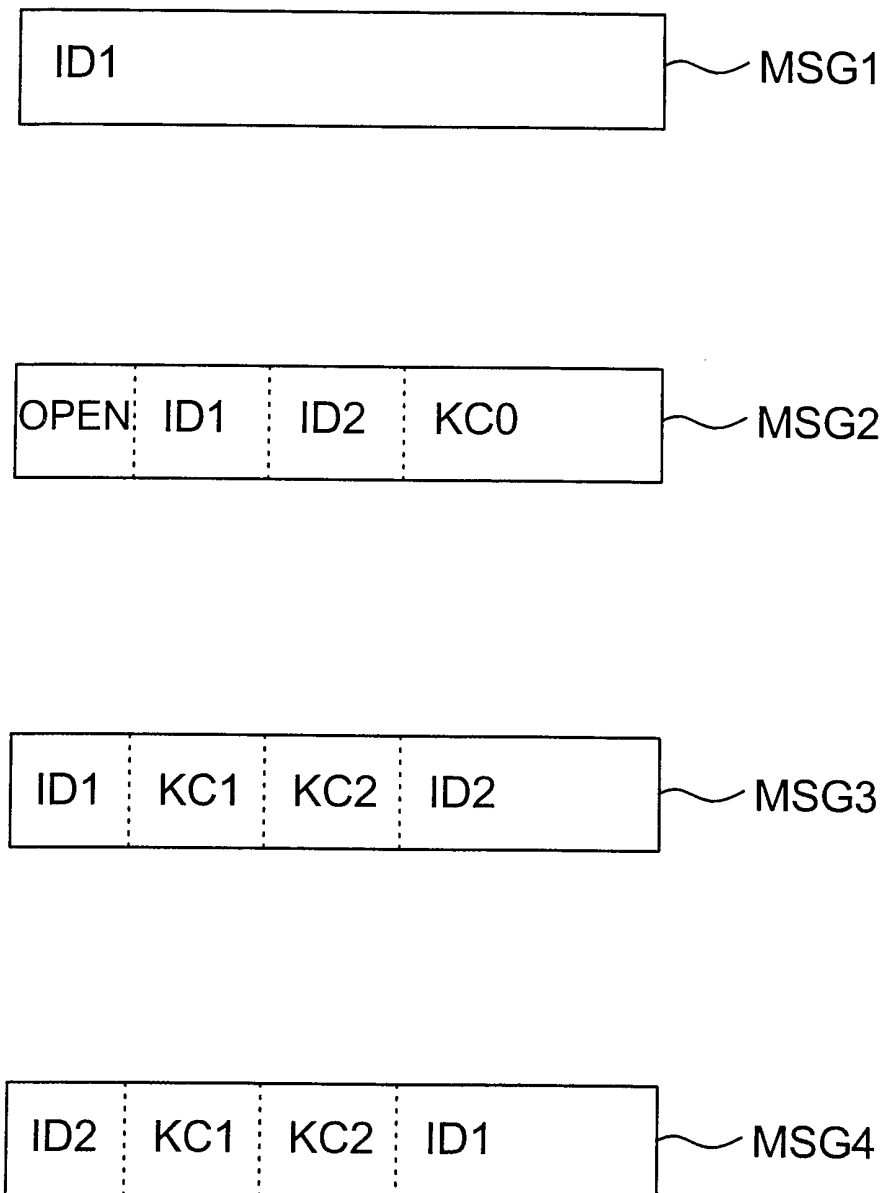 ID1 MSG1
OPEN ID1 ID2 KC0 MSG2
ID1 KC1 KC2 ID2 MSG3
ID2 KC1 KC2 ID1 MSG4